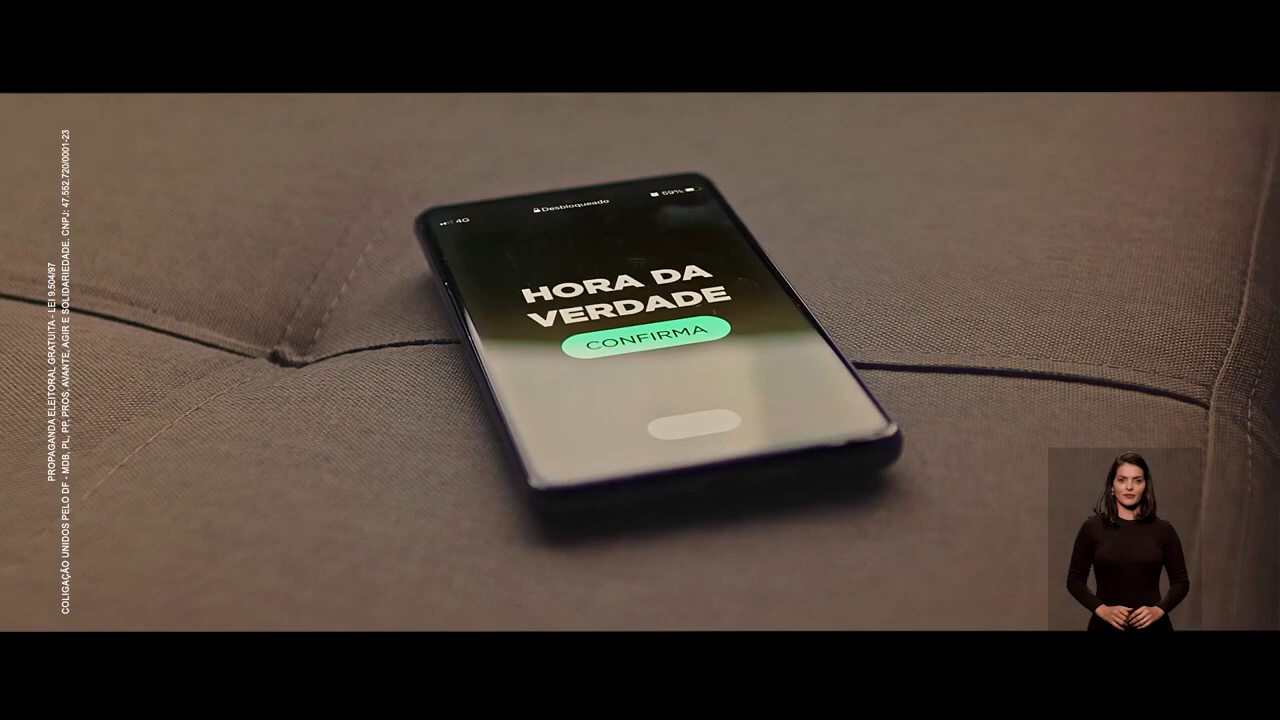 PROPAGANDA ELEITORAL GRATUITA - LEI 9.504/97
COLIGAÇÃO UNIDOS PELO DF - MDB, PL, PP, PROS, AVANTE, AGIR E SOLIDARIEDADE. CNPJ: 47.552.720/0001-23
4G
Desbloqueado
59%
HORA DA
VERDADE
CONFIRMA